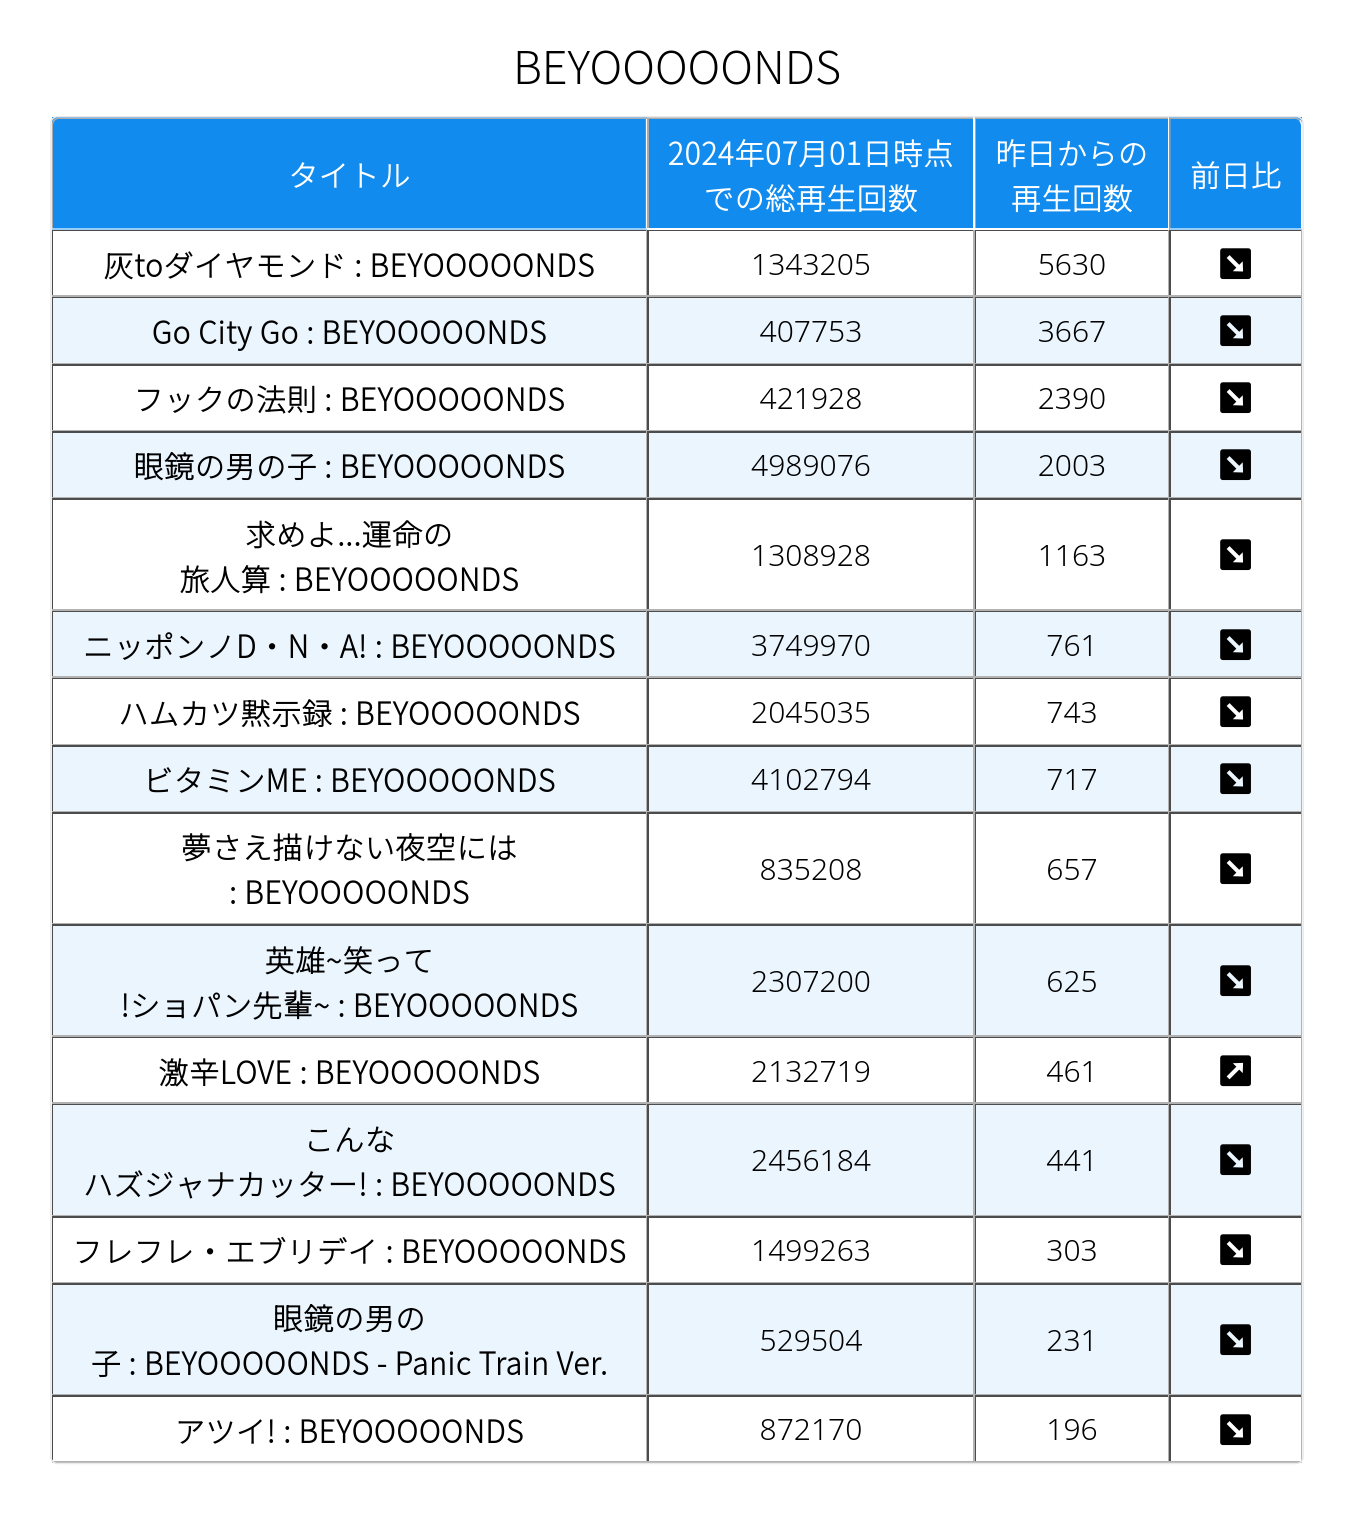 BEYOOOOONDS
タイトル
2024年07月01日時点
での総再生回数
昨日からの
再生回数
前日比
灰toダイヤモンド : BEYOOOOONDS
1343205
5630
Go City Go : BEYOOOOONDS
407753
3667
フックの法則 : BEYOOOOONDS
421928
2390
眼鏡の男の子 : BEYOOOOONDS
4989076
2003
求めよ...運命の
旅人算 : BEYOOOOONDS
1308928
1163
ニッポンノD・N・A! : BEYOOOOONDS
3749970
761
ハムカツ黙示録 : BEYOOOOONDS
2045035
743
ビタミンME : BEYOOOOONDS
4102794
717
夢さえ描けない夜空には
: BEYOOOOONDS
835208
657
英雄~笑って
!ショパン先輩~ : BEYOOOOONDS
2307200
625
激辛LOVE : BEYOOOOONDS
2132719
461
こんな
ハズジャナカッター! : BEYOOOOONDS
2456184
441
フレフレ・エブリデイ : BEYOOOOONDS
1499263
303
眼鏡の男の
子 : BEYOOOOONDS - Panic Train Ver.
529504
231
アツイ! : BEYOOOOONDS
872170
196